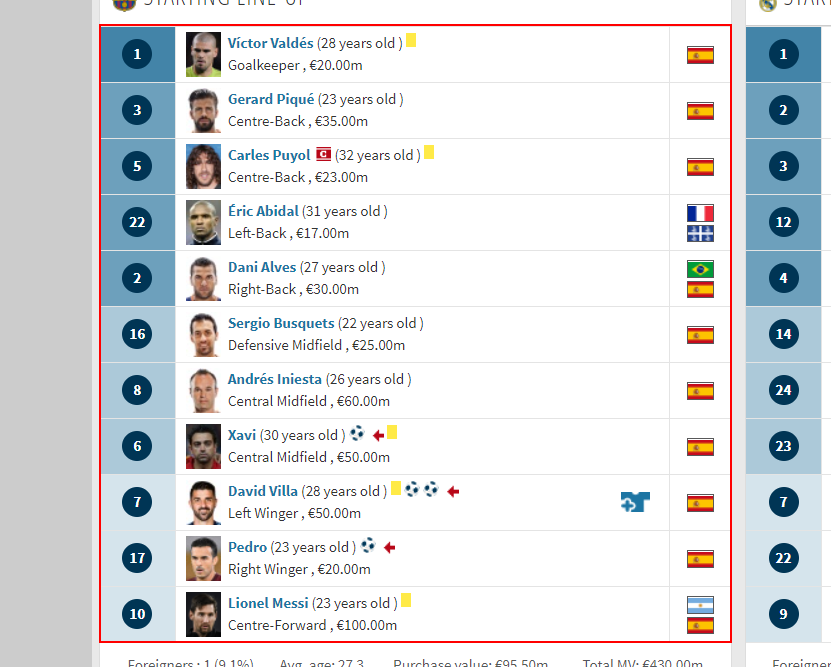 STARTING LINE-UP
1
Víctor Valdés (28 years old )
Goalkeeper , €20.00m
3
Gerard Piqué (23 years old )
Centre-Back , €35.00m
5
Carles Puyol C (32 years old )
Centre-Back , €23.00m
22
Éric Abidal (31 years old )
Left-Back , €17.00m
2
Dani Alves (27 years old )
Right-Back , €30.00m
16
Sergio Busquets (22 years old )
Defensive Midfield , €25.00m
8
Andrés Iniesta (26 years old )
Central Midfield , €60.00m
6
Xavi (30 years old )
Central Midfield , €50.00m
7
David Villa (28 years old )
Left Winger , €50.00m
17
Pedro (23 years old )
Right Winger , €20.00m
10
Lionel Messi (23 years old )
Centre-Forward , €100.00m
Foreigners : 1 (9.1%) Avg. age: 27.3 Purchase value: €95.50m Total MV: €430.00m
START
1
2
3
12
4
14
24
23
7
22
9
Foreigners